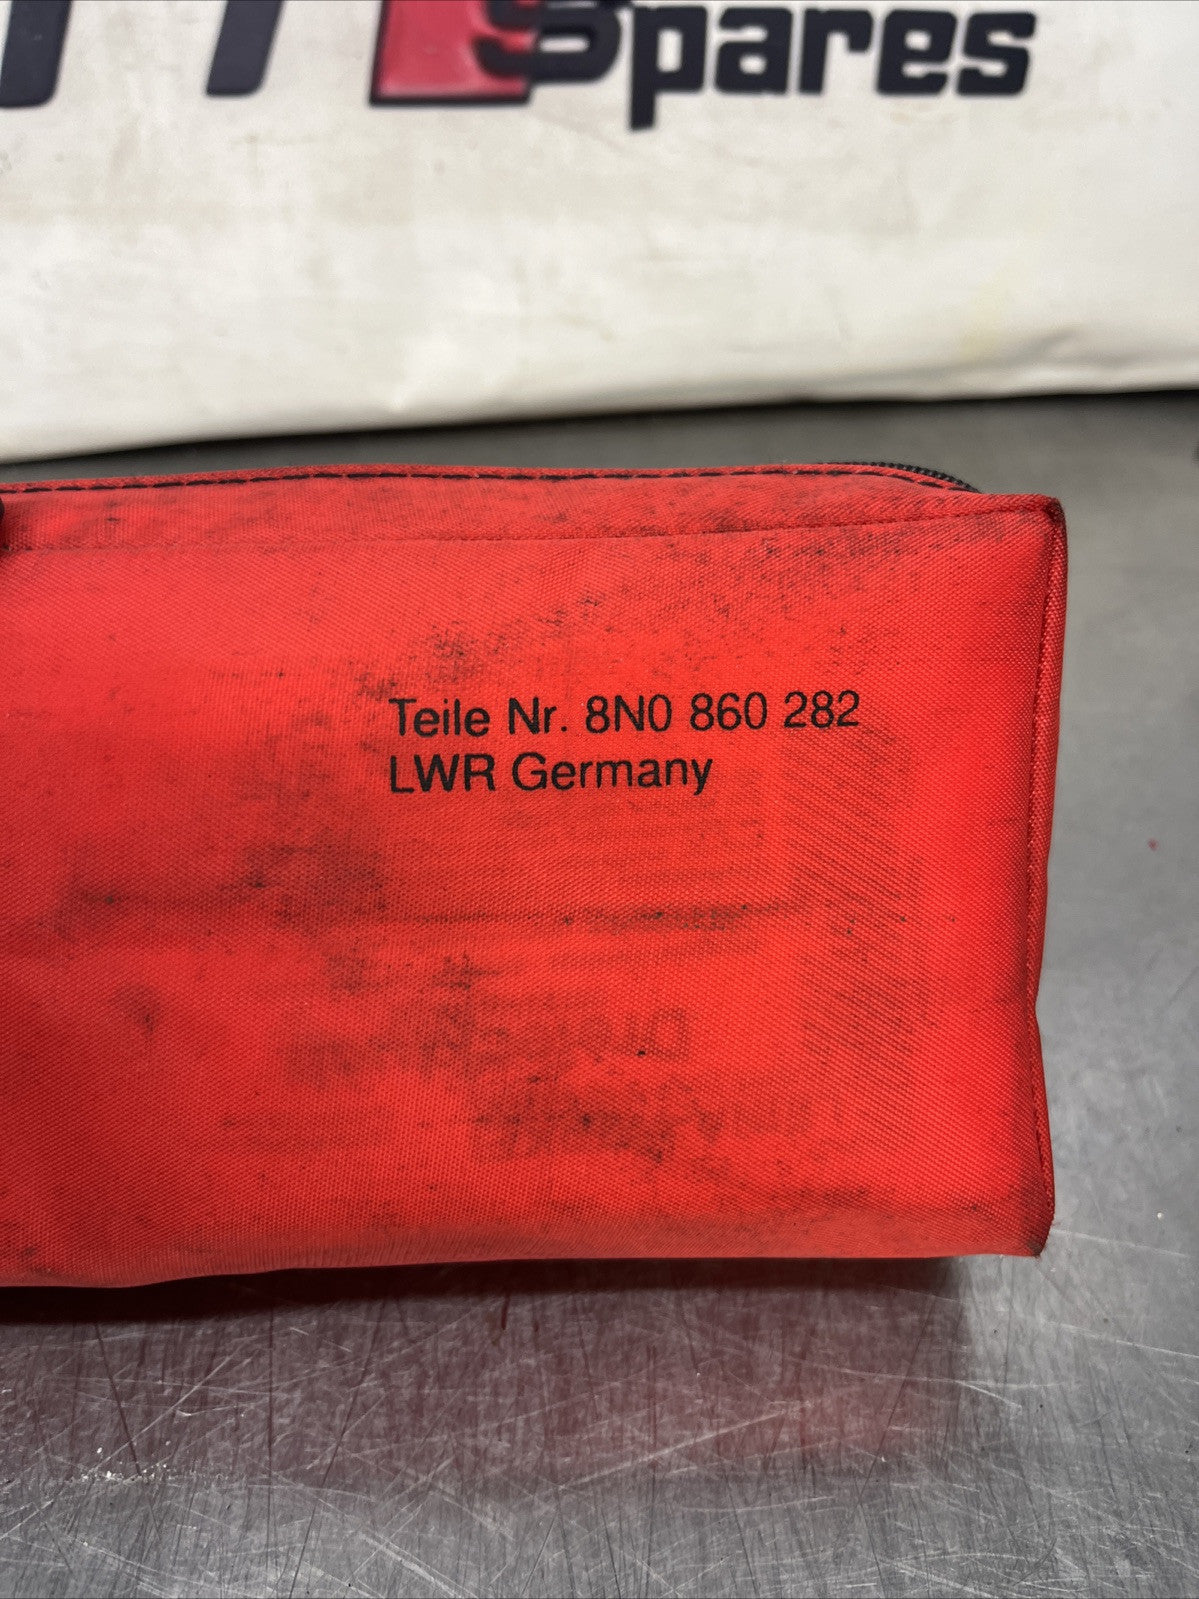 Spares
Teile Nr. 8N0 860 282
LWR Germany